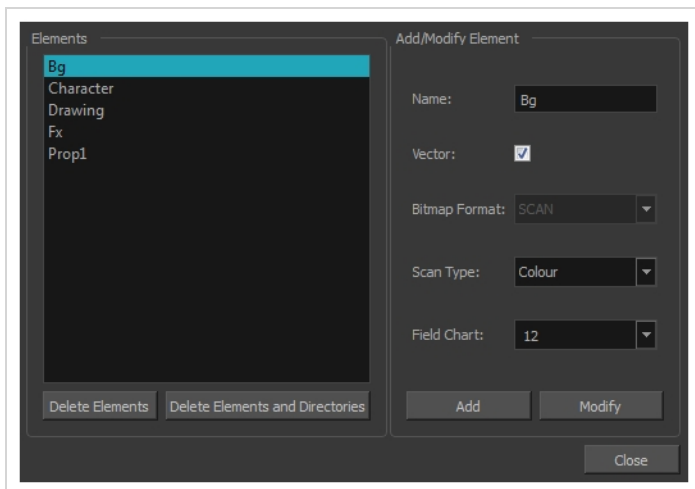 Elements
Bg
Character
Drawing
Fx
Prop1
Delete Elements
Delete Elements and Directories
Add/Modify Element
Name: Bg
Vector:
Bitmap Format: SCAN
Scan Type: Colour
Field Chart: 12
Add
Modify
Close